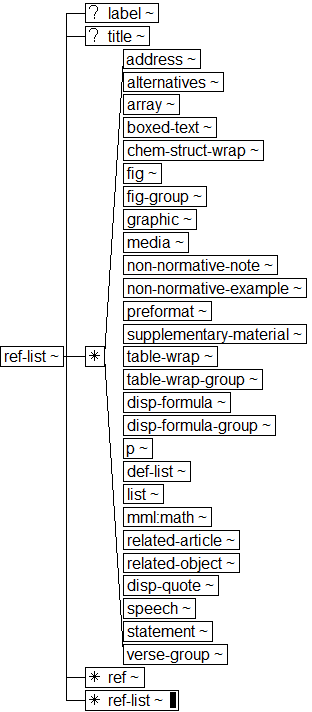 ? label ~
? title ~
address ~
alternatives ~
array ~
boxed-text ~
chem-struct-wrap ~
fig ~
fig-group ~
graphic ~
media ~
non-normative-note ~
non-normative-example ~
preformat ~
supplementary-material ~
ref-list ~
* table-wrap ~
table-wrap-group ~
disp-formula ~
disp-formula-group ~
p ~
def-list ~
list ~
mml:math ~
related-article ~
related-object ~
disp-quote ~
speech ~
statement ~
verse-group ~
* ref ~
* ref-list ~